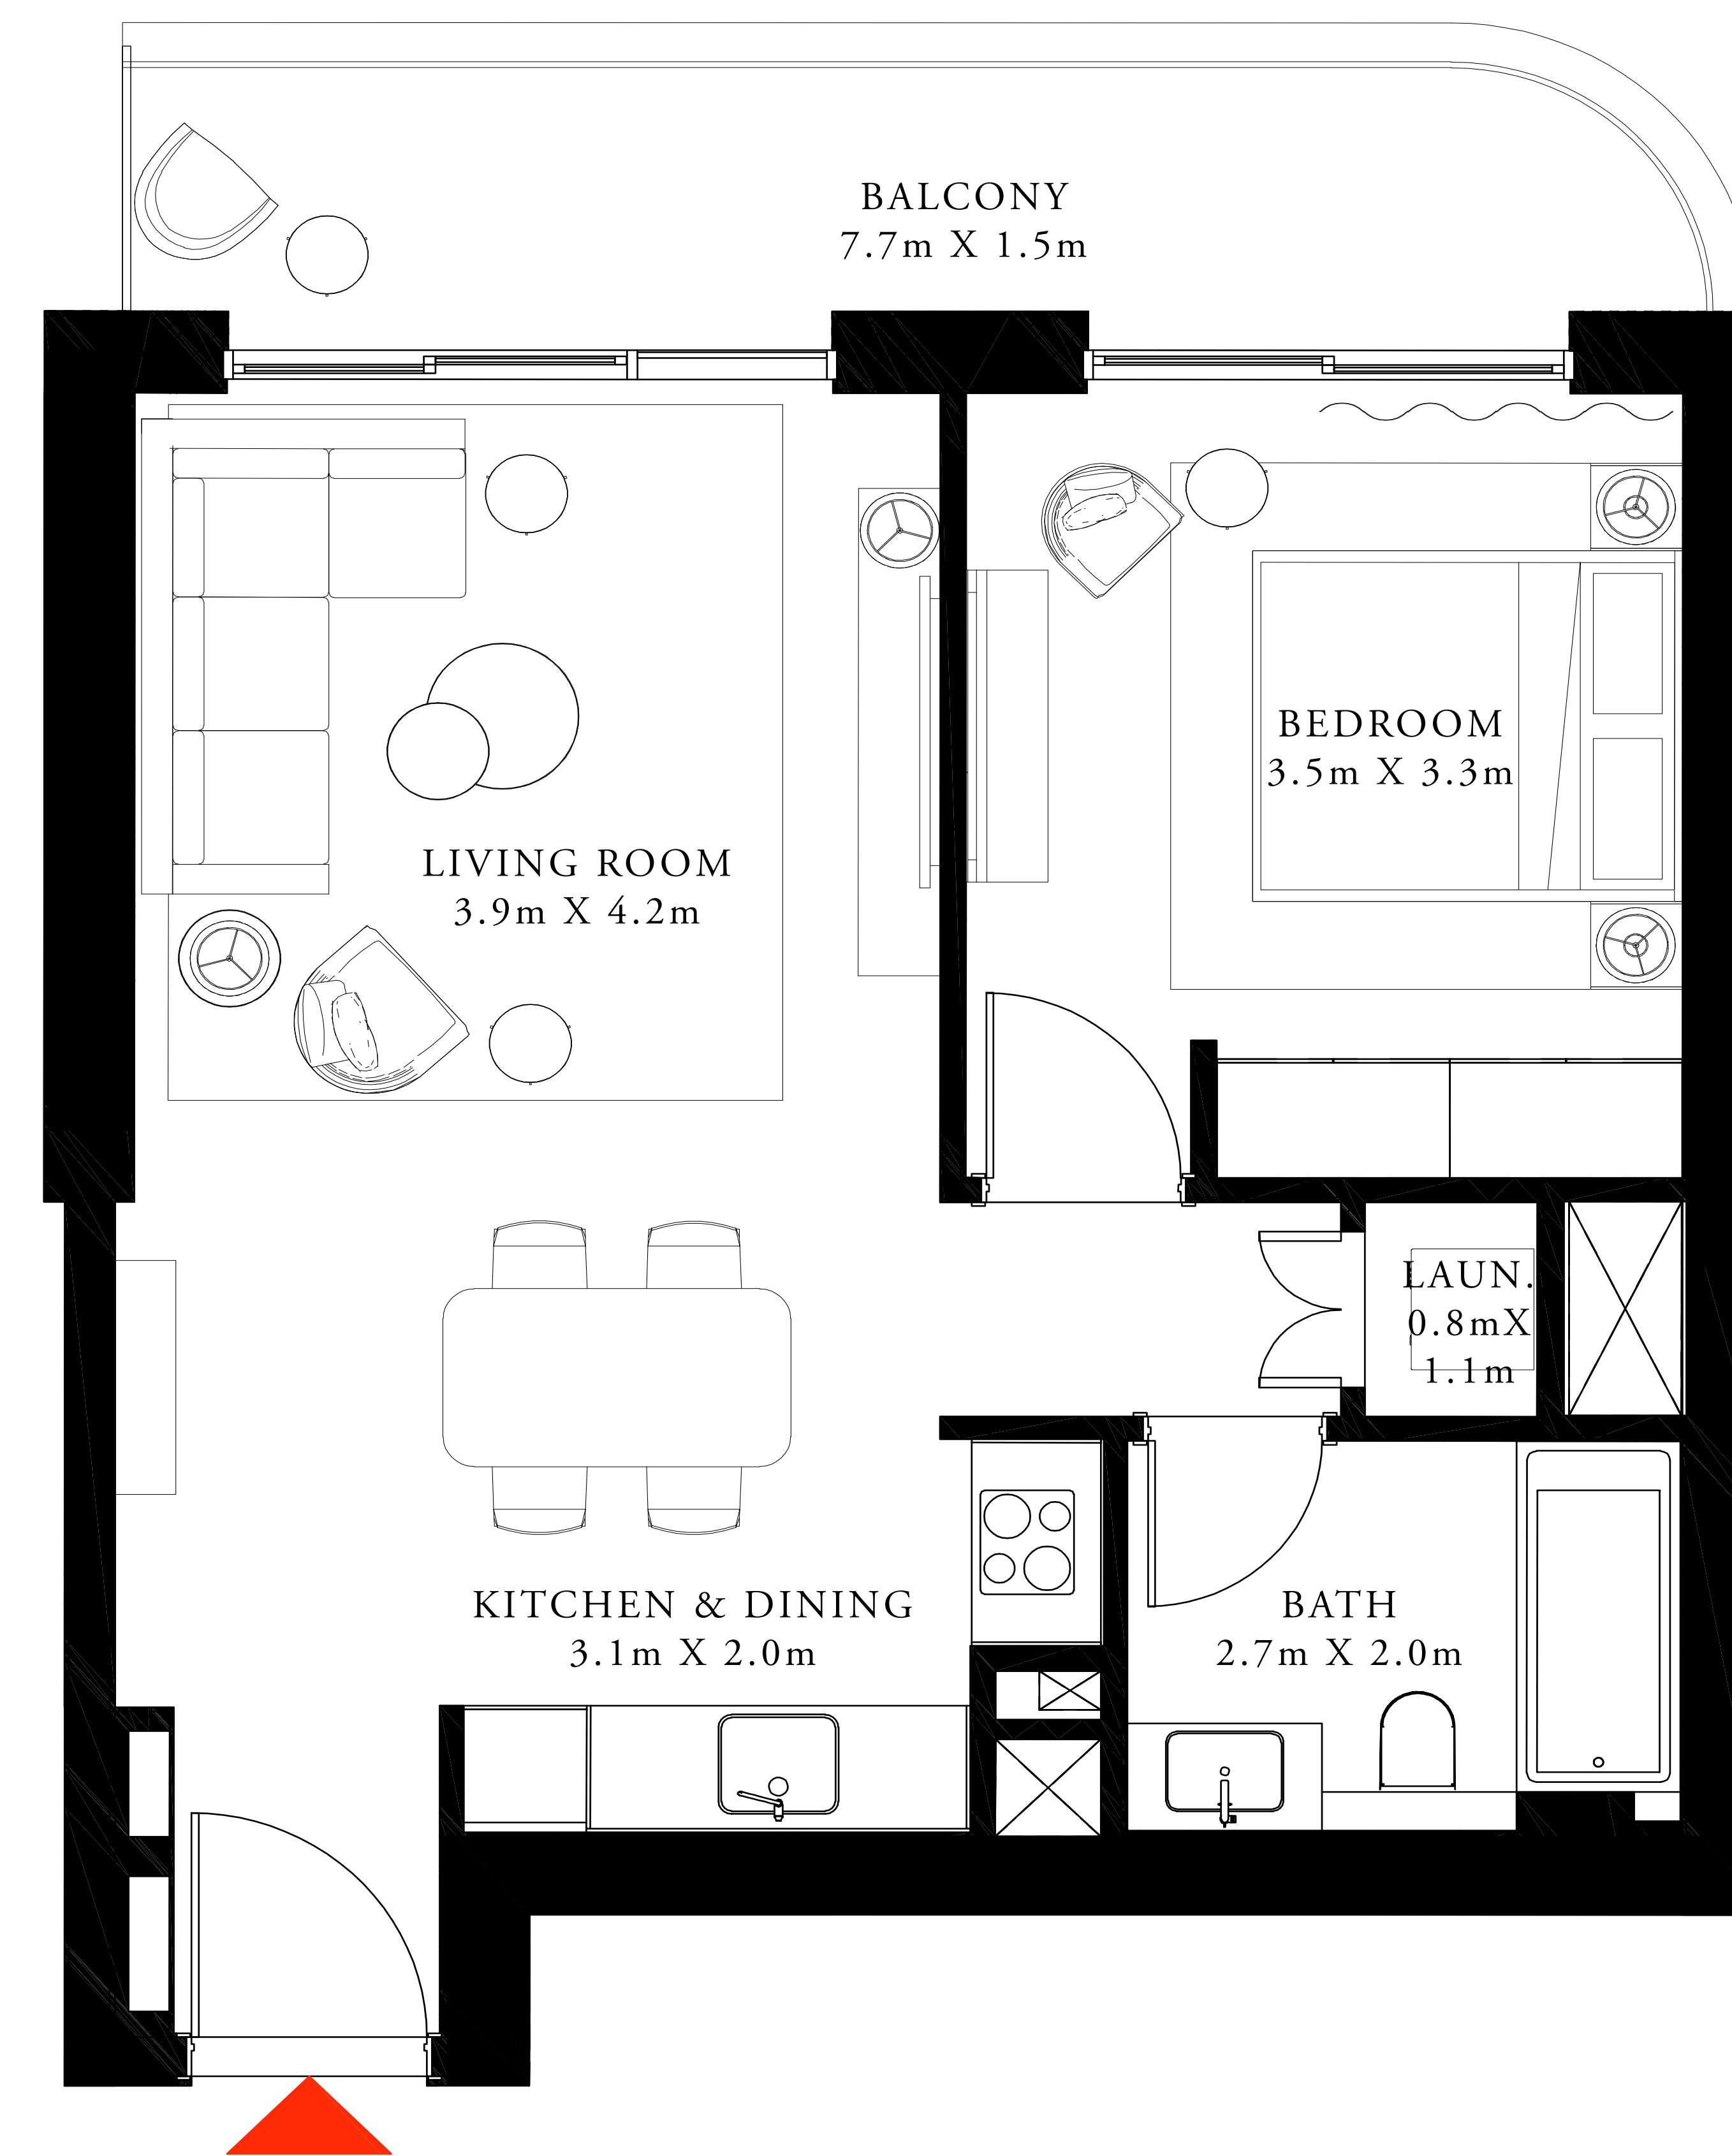 BALCONY
7.7m X 1.5m
BEDROOM
3.5m X 3.3m
LIVING ROOM
3.9m X 4.2m
LAUN.
0.8mX
1.1m
KITCHEN & DINING
3.1m X 2.0m
BATH
2.7m X 2.0m